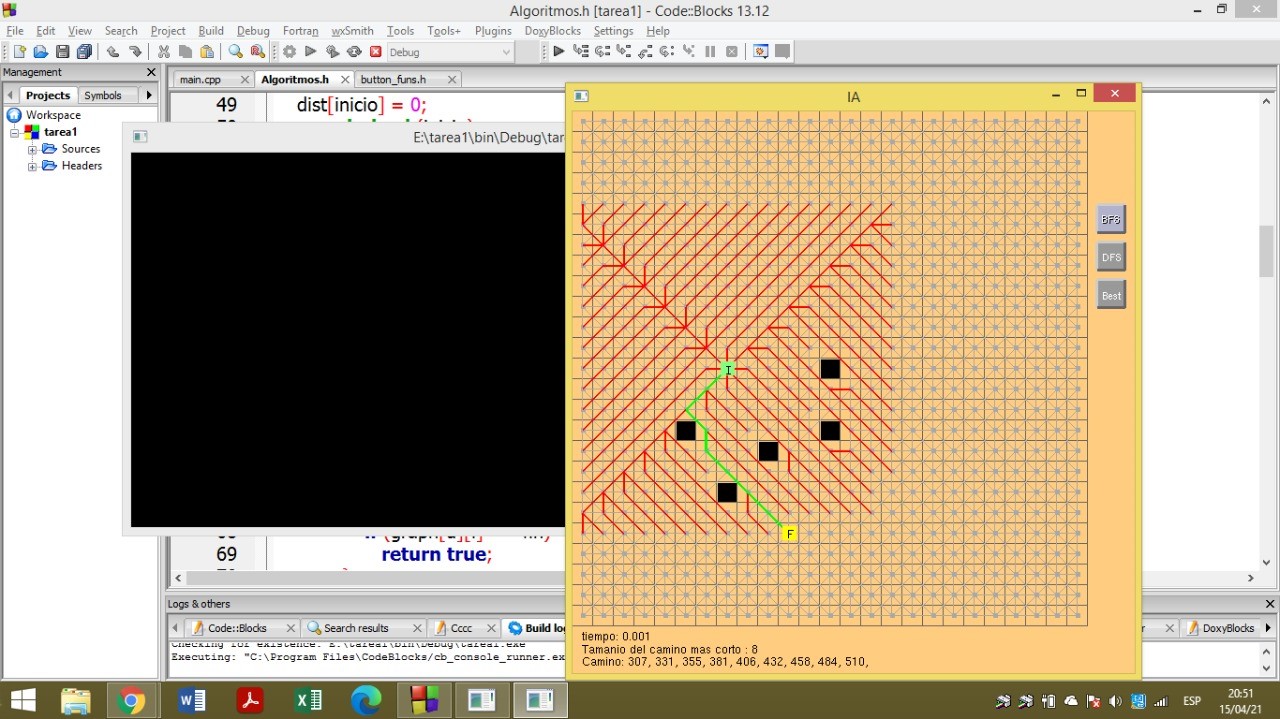 Algoritmos.h [tarea1] - Code::Blocks 13.12
File Edit View Search Project Build Debug Fortran wxSmith Tools Tools+ Plugins DoxyBlocks Settings Help
Debug
Management
Projects Symbols
Workspace
tarea1
Sources
Headers
main.cpp Algoritmos.h button_funs.h
49 dist[inicio] = 0;
E:\tarea1\bin\Debug\tar
IA
BFS
DFS
Best
I
F
69 return true;
tiempo: 0.001
Tamanio del camino mas corto : 8
Camino: 307, 331, 355, 381, 406, 432, 458, 484, 510,
Logs & others
Code::Blocks Search results Cccc Build log DoxyBlocks
Checking for existence: E:\tarea1\bin\Debug\tarea1.exe
Executing: "C:\Program Files\CodeBlocks/cb_console_runner.ex
ESP
20:51
15/04/21